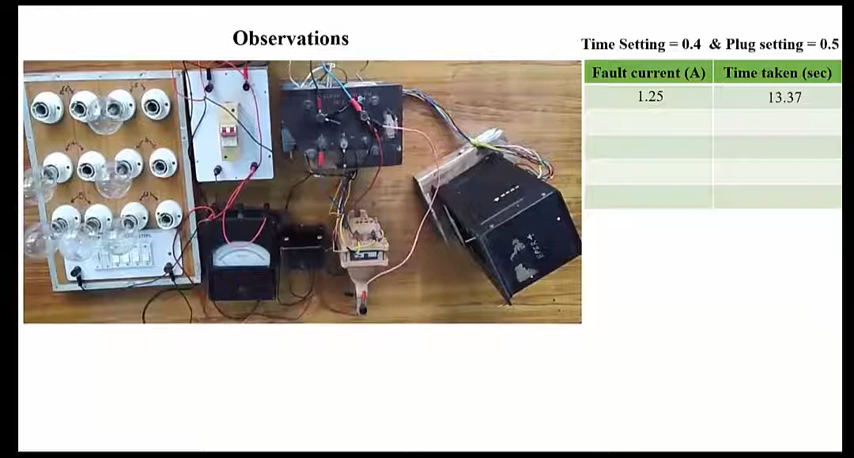 Observations
Time Setting = 0.4 & Plug setting = 0.5
Fault current (A) Time taken (sec)
1.25 13.37